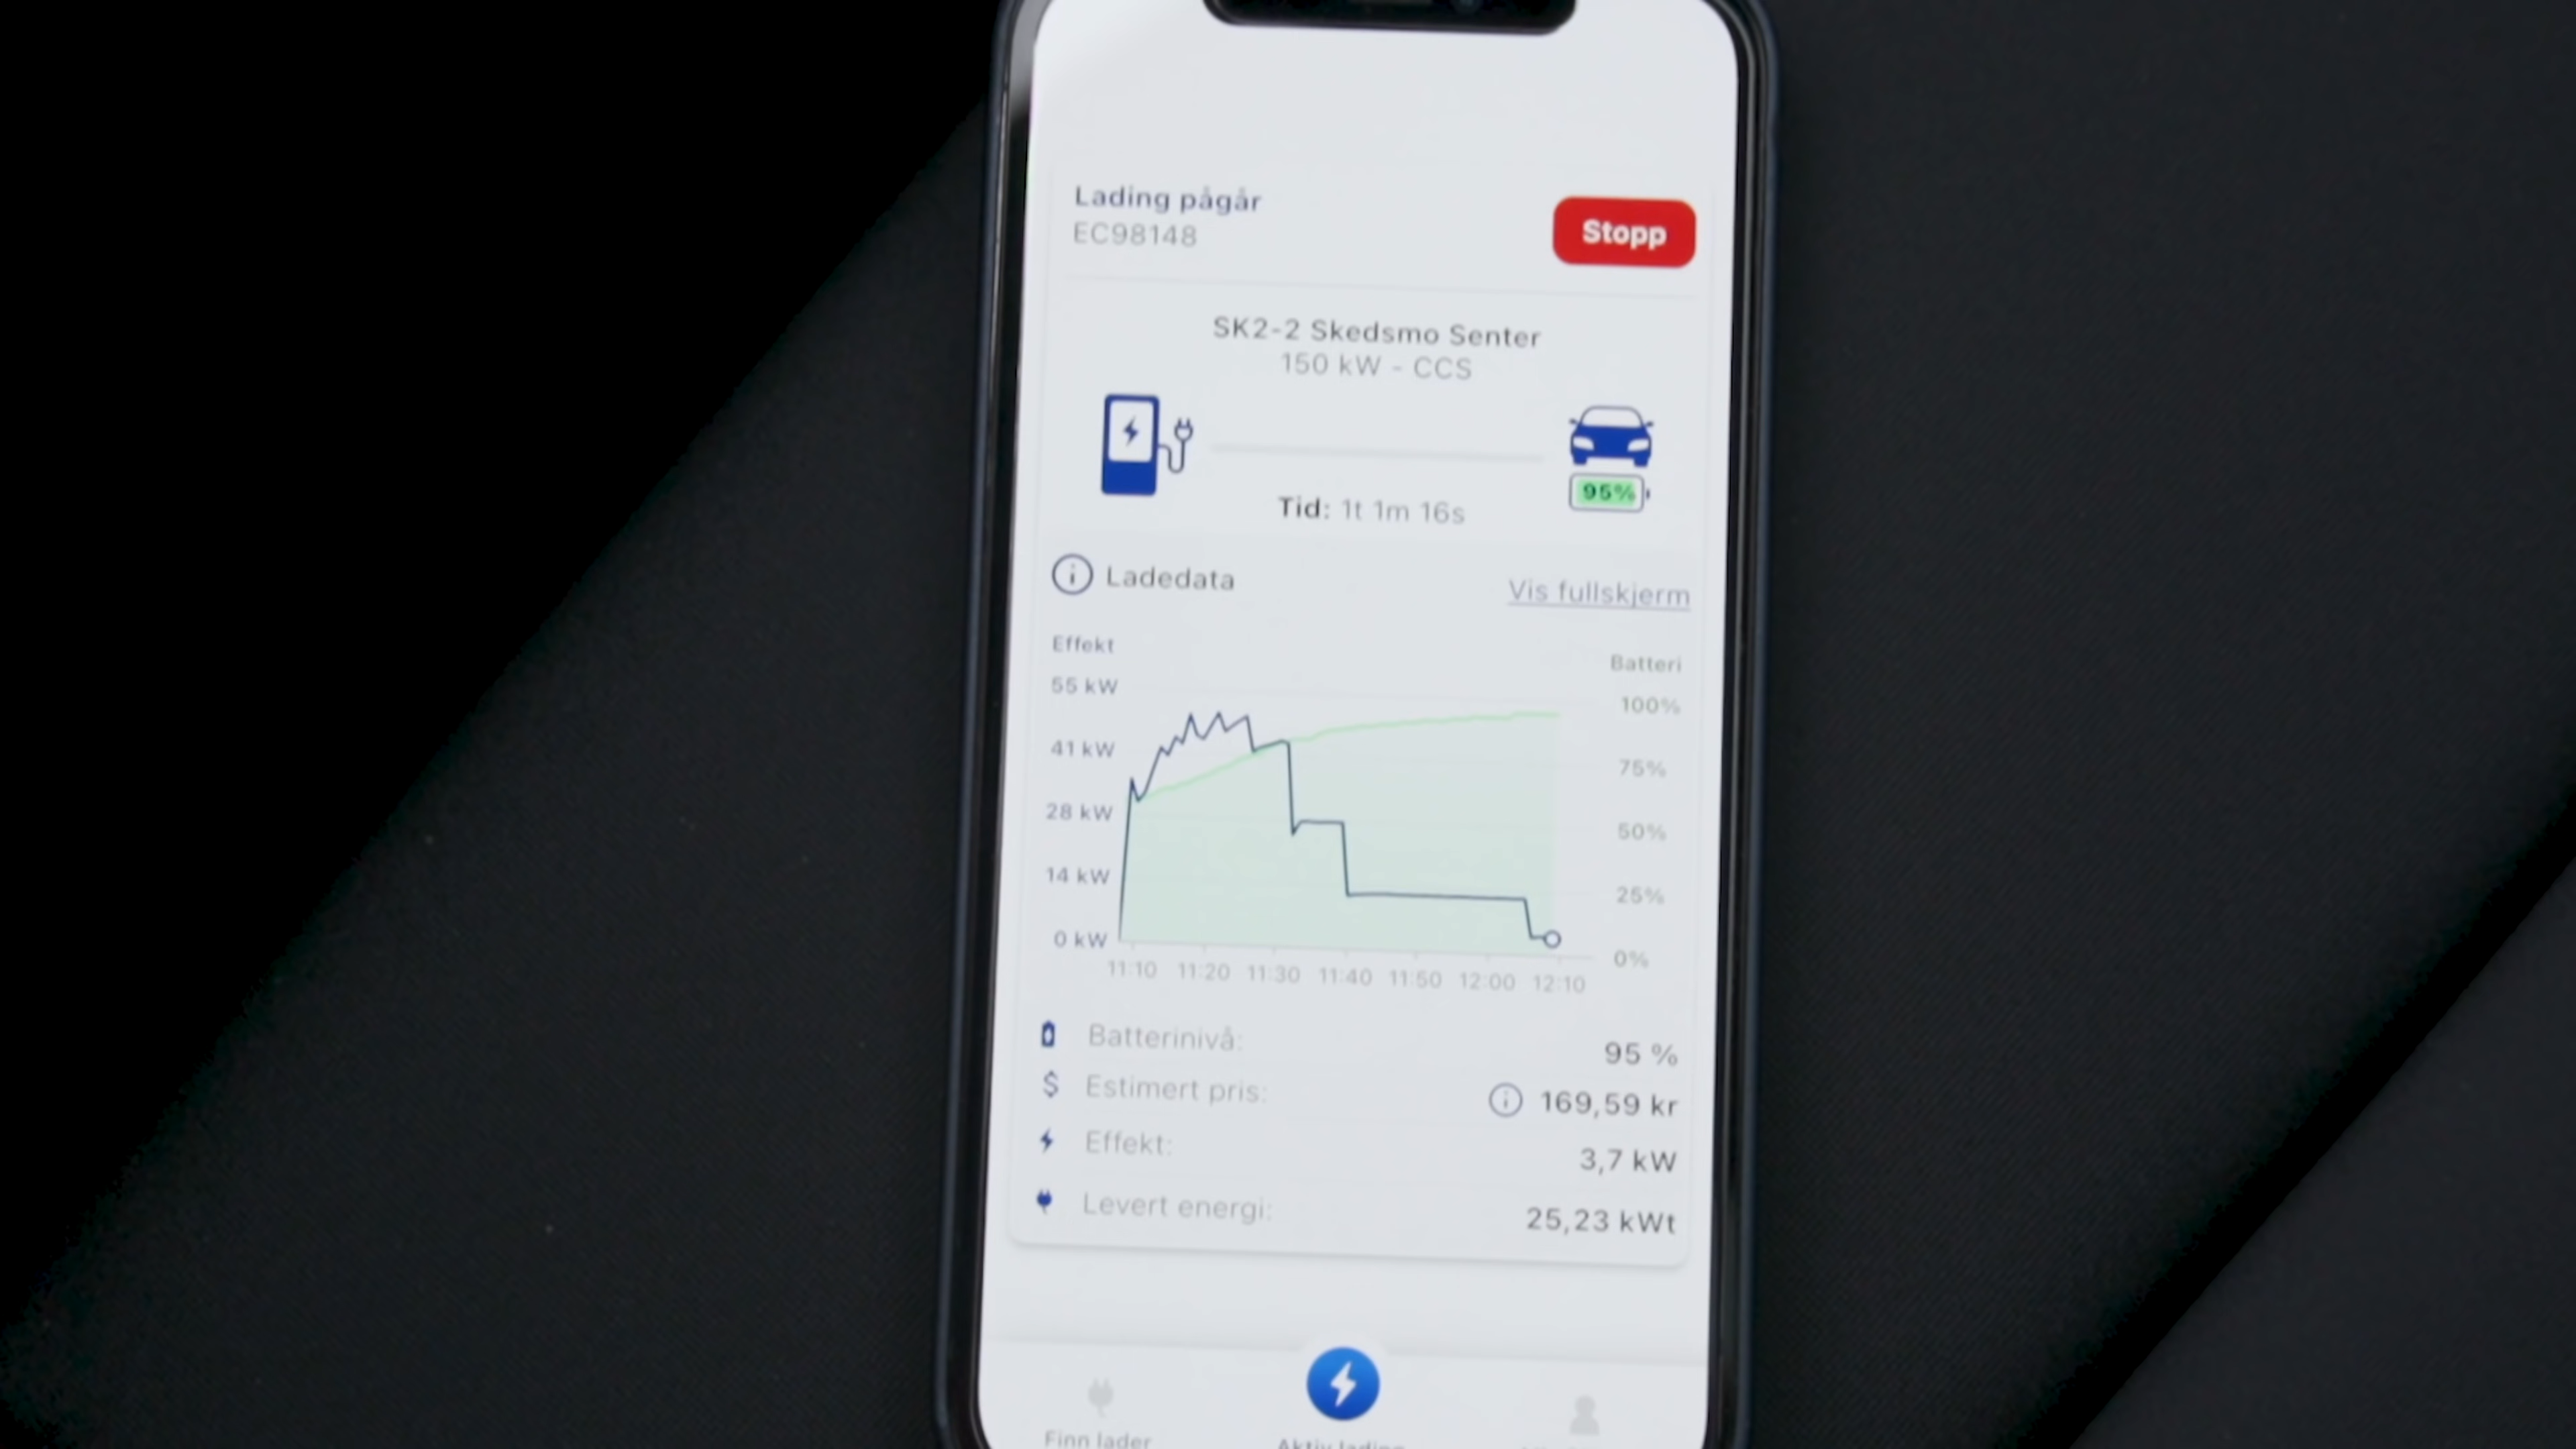 Lading pågår
EC98148
Stopp
SK2-2 Skedsmo Senter
150 kW - CCS
95%
Tid: 1t 1m 16s
Ladedata
Vis fullskjerm
Effekt
Batteri
55 kW
100%
41 kW
75%
28 kW
50%
14 kW
25%
0 kW
0%
11:10 11:20 11:30 11:40 11:50 12:00 12:10
Batterinivå: 95 %
Estimert pris: 169,59 kr
Effekt: 3,7 kW
Levert energi: 25,23 kWt
Finn lader
Aktiv lading